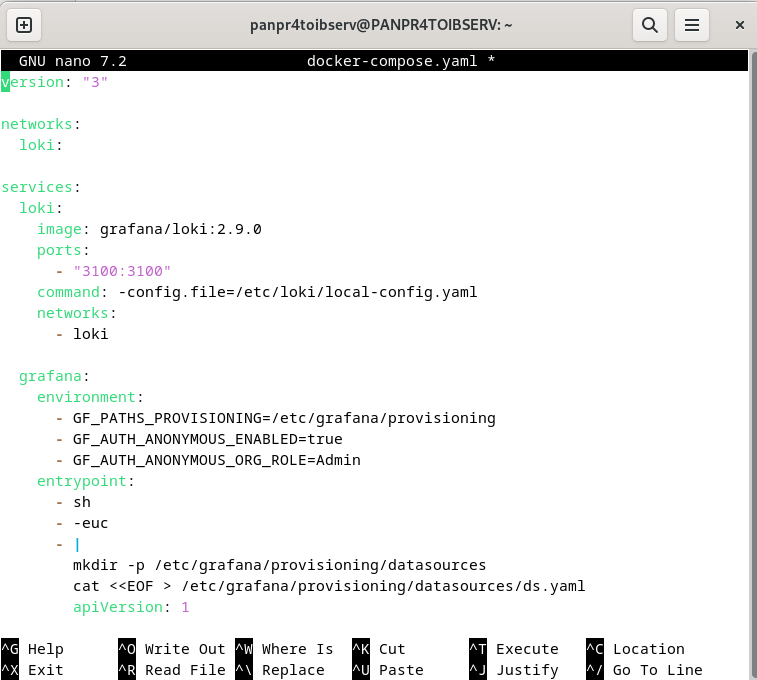 panpr4toibserv@PANPR4TOIBSERV: ~
GNU nano 7.2 docker-compose.yaml *
version: "3"
networks:
  loki:
services:
  loki:
    image: grafana/loki:2.9.0
    ports:
      - "3100:3100"
    command: -config.file=/etc/loki/local-config.yaml
    networks:
      - loki
  grafana:
    environment:
      - GF_PATHS_PROVISIONING=/etc/grafana/provisioning
      - GF_AUTH_ANONYMOUS_ENABLED=true
      - GF_AUTH_ANONYMOUS_ORG_ROLE=Admin
    entrypoint:
      - sh
      - -euc
      - |
        mkdir -p /etc/grafana/provisioning/datasources
        cat <<EOF > /etc/grafana/provisioning/datasources/ds.yaml
        apiVersion: 1
^G Help ^O Write Out ^W Where Is ^K Cut ^T Execute ^C Location
^X Exit ^R Read File ^\ Replace ^U Paste ^J Justify ^/ Go To Line